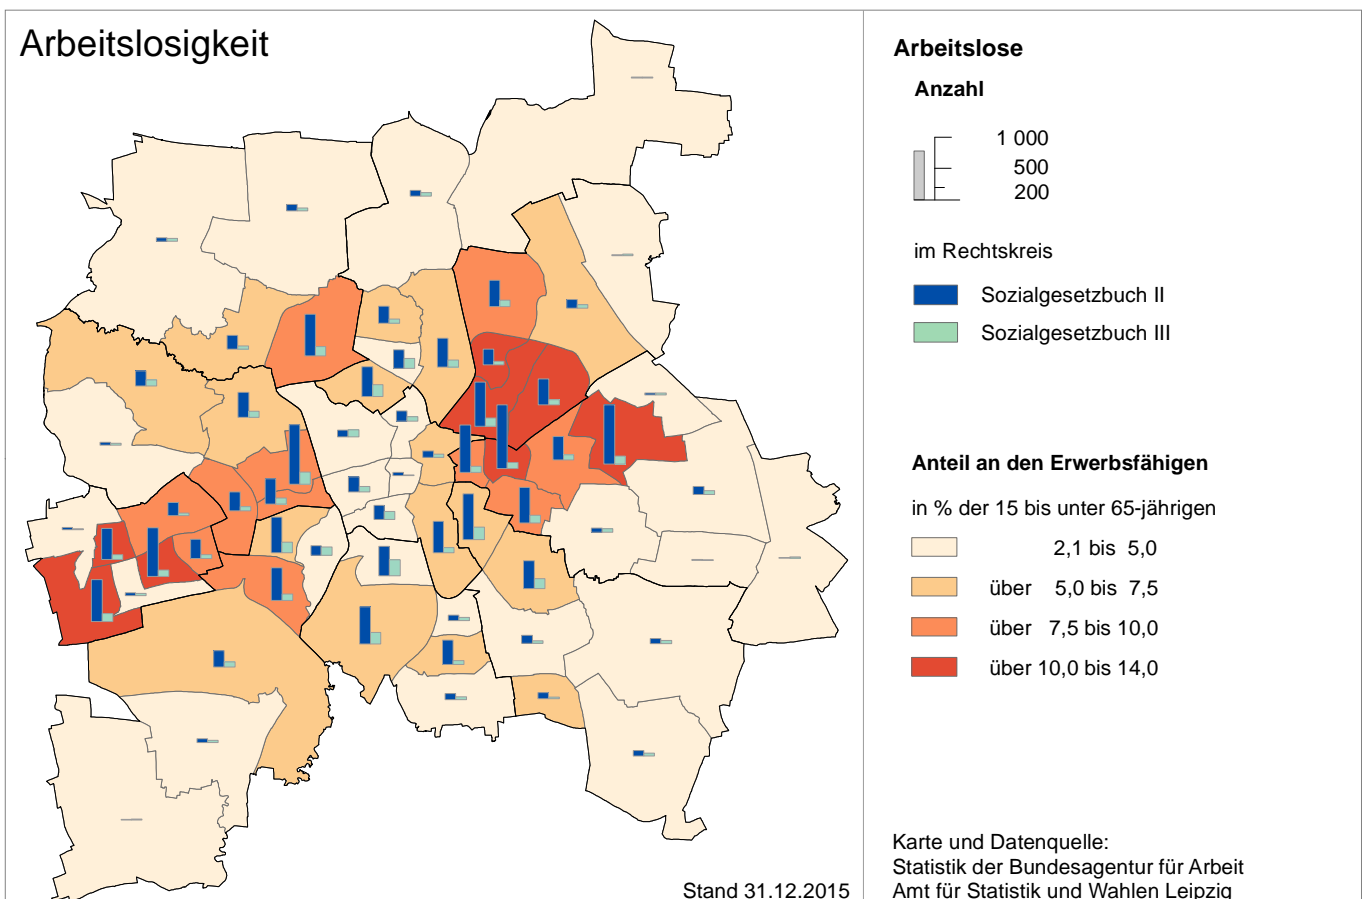 Arbeitslosigkeit
Arbeitslose
Anzahl
1 000
500
200
im Rechtskreis
Sozialgesetzbuch II
Sozialgesetzbuch III
Anteil an den Erwerbsfähigen
in % der 15 bis unter 65-jährigen
2,1 bis 5,0
über 5,0 bis 7,5
über 7,5 bis 10,0
über 10,0 bis 14,0
Karte und Datenquelle:
Statistik der Bundesagentur für Arbeit
Amt für Statistik und Wahlen Leipzig
Stand 31.12.2015